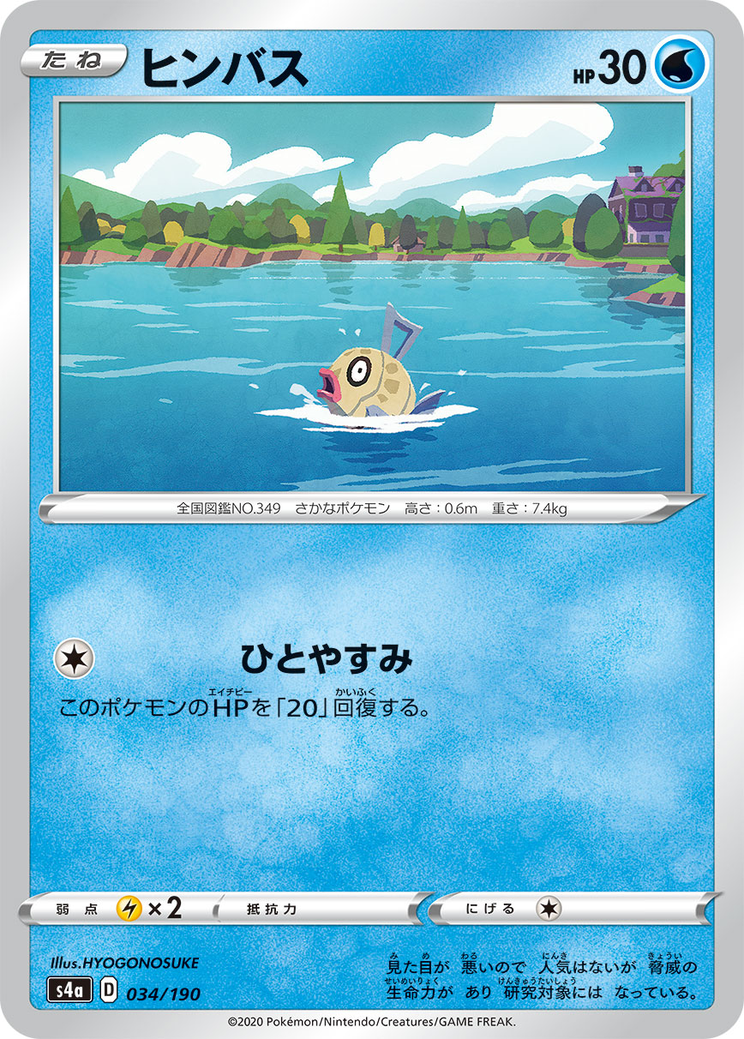 たね ヒンバス HP30
全国図鑑NO.349 さかなポケモン 高さ:0.6m 重さ:7.4kg
ひとやすみ
エイチピー かいふく
このポケモンのHPを「20」回復する。
弱点 ×2 抵抗力 にげる
Illus.HYOGONOSUKE
み め わる にんき きょうい
見た目が 悪いので 人気はないが 脅威の
せいめいりょく けんきゅうたいしょう
生命力が あり 研究対象には なっている。
s4a D 034/190
©2020 Pokémon/Nintendo/Creatures/GAME FREAK.